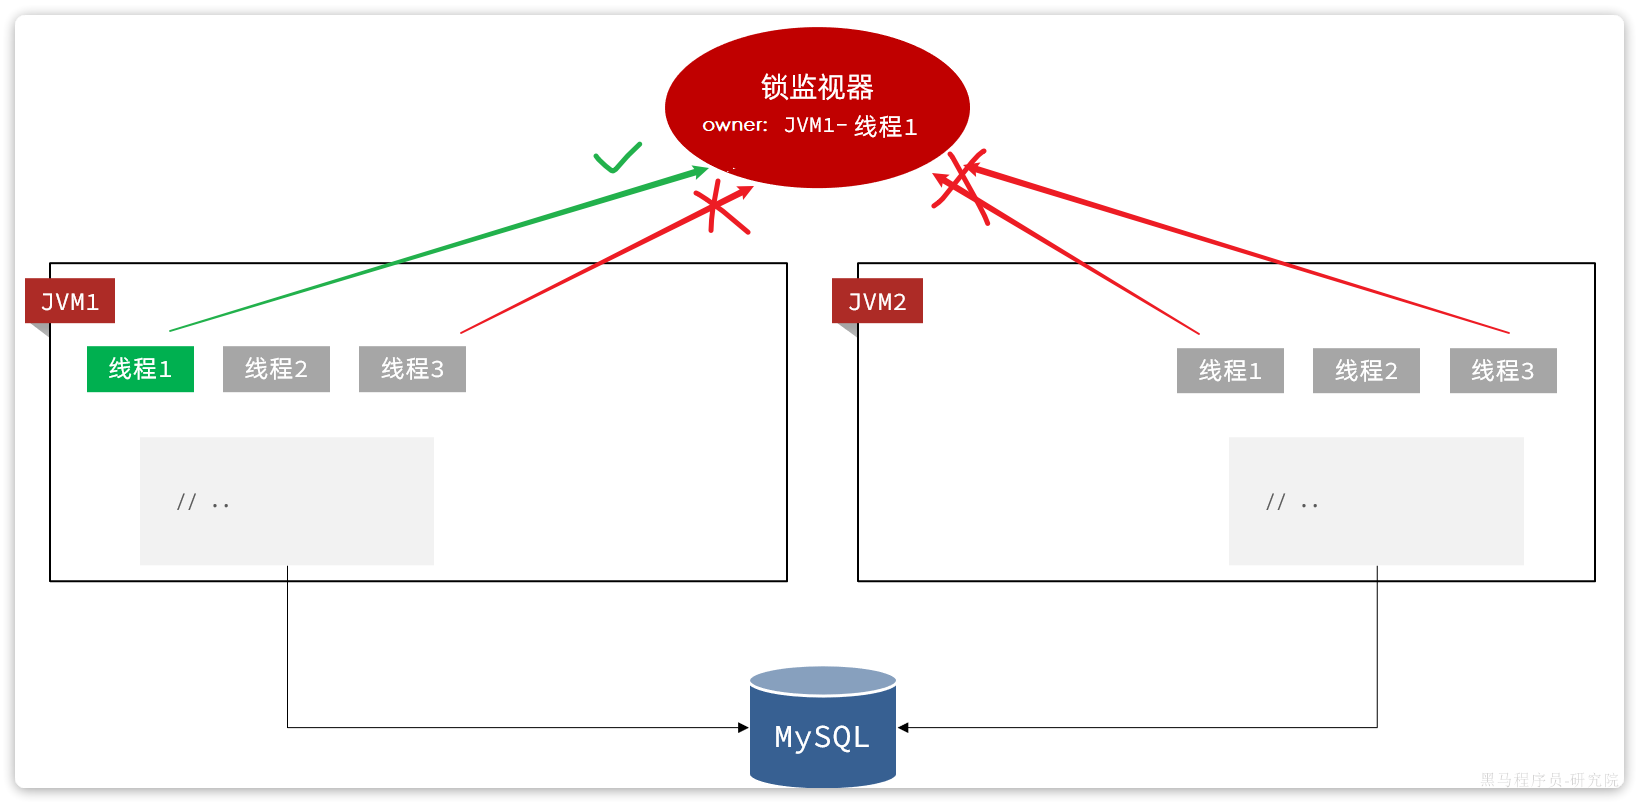 锁监视器
owner: JVM1-线程1
JVM1
线程1 线程2 线程3
// ..
JVM2
线程1 线程2 线程3
// ..
MySQL
黑马程序员-研究院